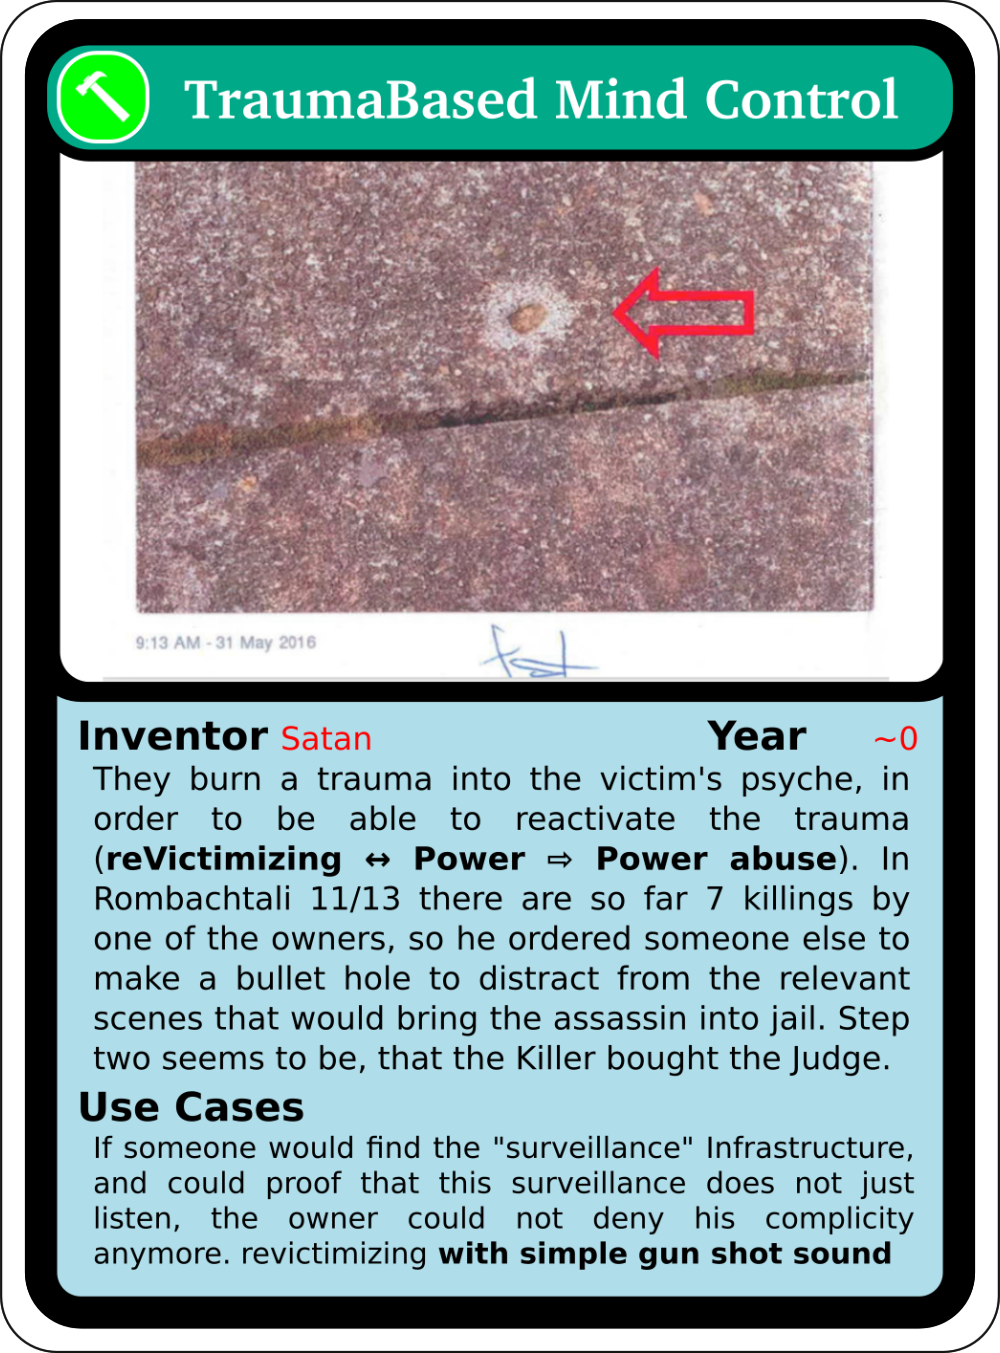 TraumaBased Mind Control
9:13 AM - 31 May 2016
Inventor Satan Year ~0
They burn a trauma into the victim's psyche, in
order to be able to reactivate the trauma
(reVictimizing ↔ Power ⇨ Power abuse). In
Rombachtali 11/13 there are so far 7 killings by
one of the owners, so he ordered someone else to
make a bullet hole to distract from the relevant
scenes that would bring the assassin into jail. Step
two seems to be, that the Killer bought the Judge.
Use Cases
If someone would find the "surveillance" Infrastructure,
and could proof that this surveillance does not just
listen, the owner could not deny his complicity
anymore. revictimizing with simple gun shot sound